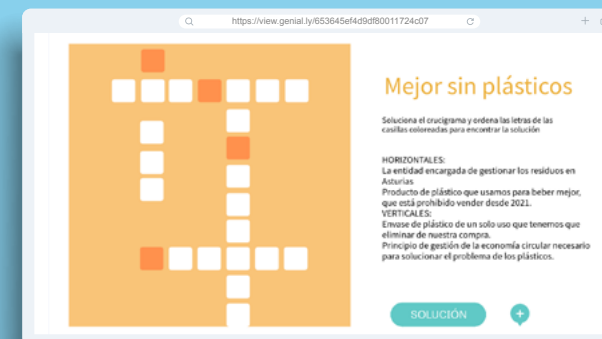 https://view.genial.ly/653645ef4d9df80011724c07
Mejor sin plásticos
Soluciona el crucigrama y ordena las letras de las
casillas coloreadas para encontrar la solución
HORIZONTALES:
La entidad encargada de gestionar los residuos en
Asturias
Producto de plástico que usamos para beber mejor,
que está prohibido vender desde 2021.
VERTICALES:
Envase de plástico de un solo uso que tenemos que
eliminar de nuestra compra.
Principio de gestión de la economía circular necesario
para solucionar el problema de los plásticos.
SOLUCIÓN